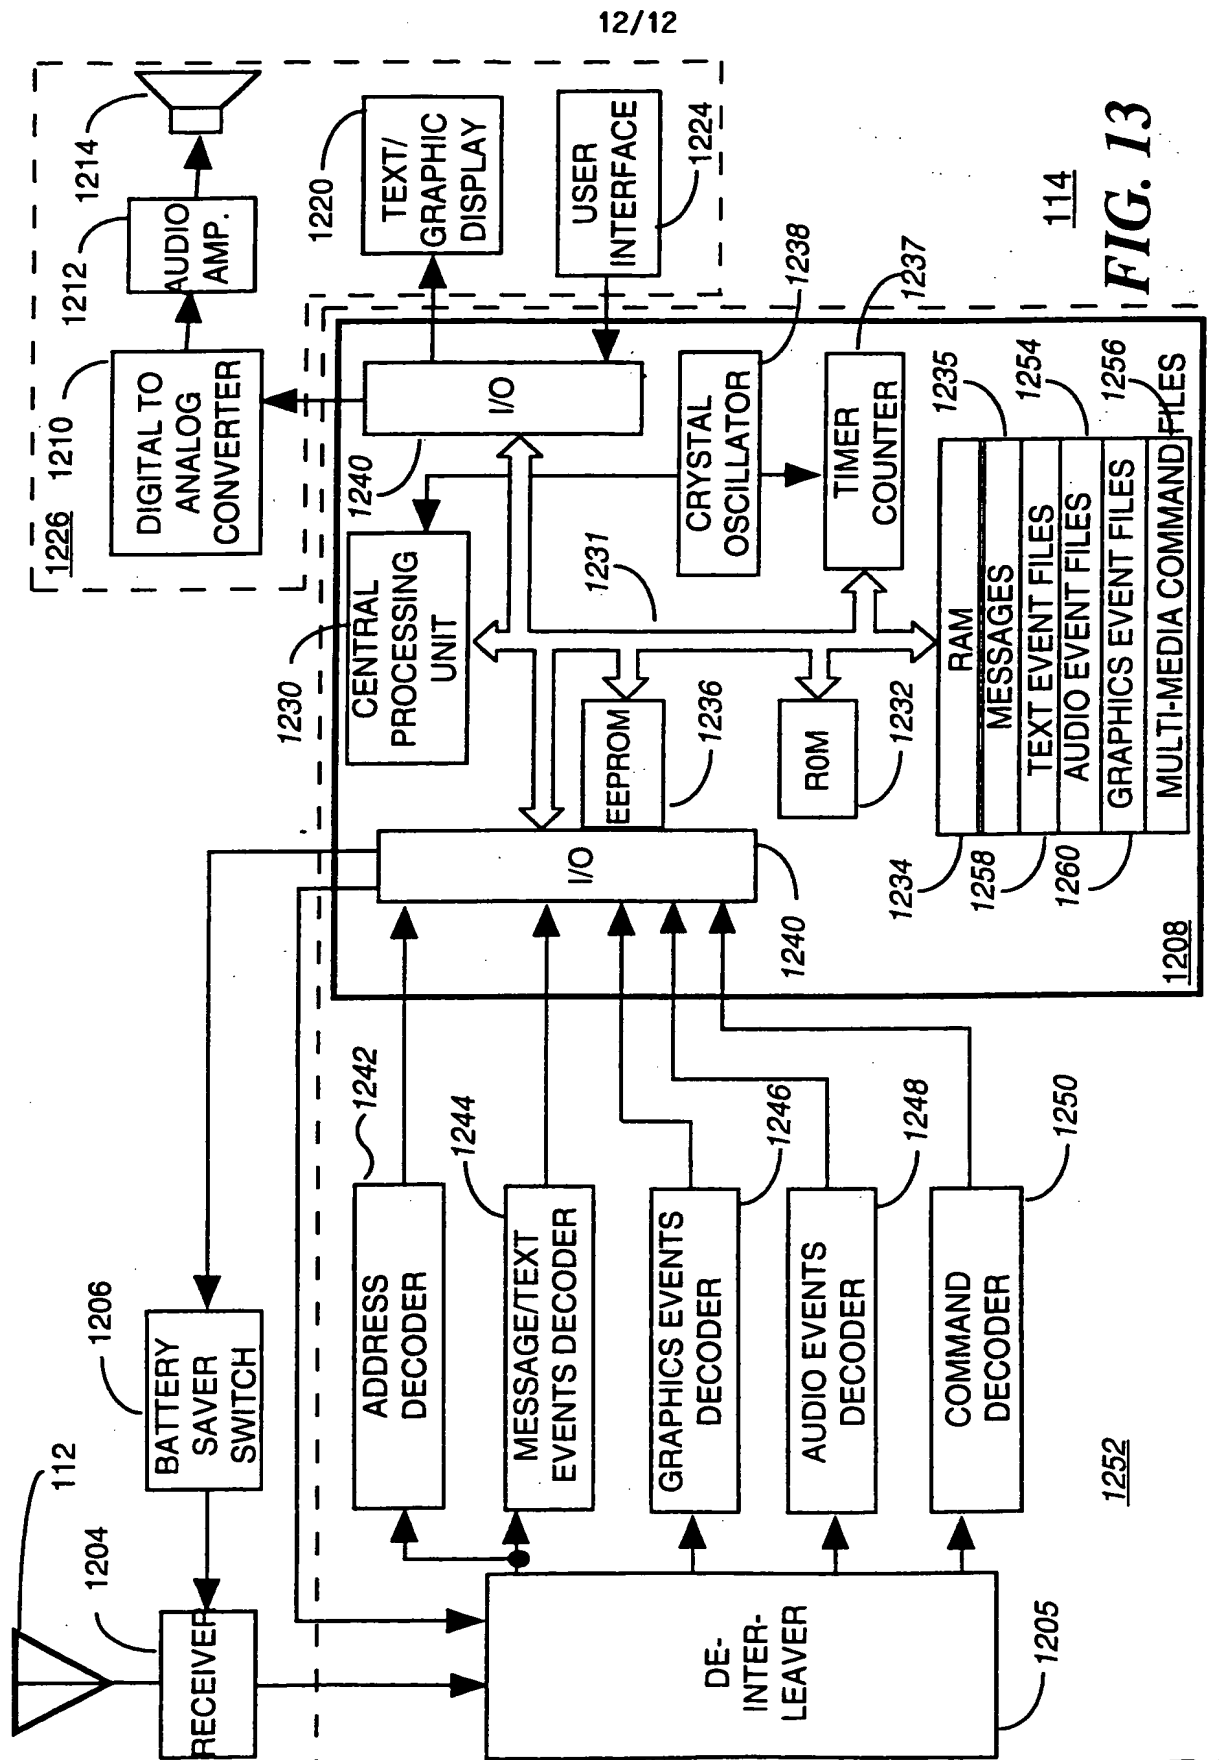 12/12
112
1204
RECEIVER
1206
BATTERY
SAVER
SWITCH
DE-
INTER-
LEAVER
1205
1242
ADDRESS
DECODER
1244
MESSAGE/TEXT
EVENTS DECODER
1246
GRAPHICS EVENTS
DECODER
1248
AUDIO EVENTS
DECODER
1250
COMMAND
DECODER
1252
1226
1210
DIGITAL TO
ANALOG
CONVERTER
1212
AUDIO
AMP.
1214
1220
TEXT/
GRAPHIC
DISPLAY
USER
INTERFACE
1224
1230
CENTRAL
PROCESSING
UNIT
1240
I/O
I/O
1240
1231
CRYSTAL
OSCILLATOR
1238
TIMER
COUNTER
1237
EEPROM
1236
ROM
1232
RAM
MESSAGES
TEXT EVENT FILES
AUDIO EVENT FILES
GRAPHICS EVENT FILES
MULTI-MEDIA COMMAND FILES
1234
1258
1260
1235
1254
1256
1208
114
FIG. 13